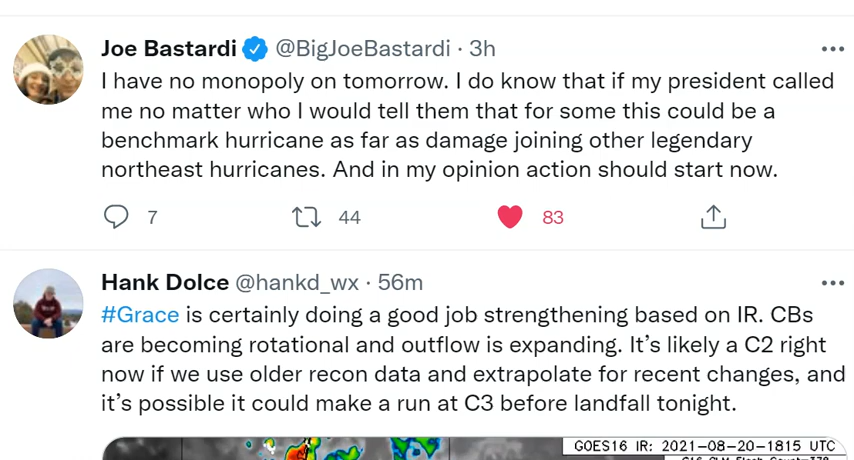 Joe Bastardi @BigJoeBastardi · 3h
I have no monopoly on tomorrow. I do know that if my president called
me no matter who I would tell them that for some this could be a
benchmark hurricane as far as damage joining other legendary
northeast hurricanes. And in my opinion action should start now.
7 44 83
Hank Dolce @hankd_wx · 56m
#Grace is certainly doing a good job strengthening based on IR. CBs
are becoming rotational and outflow is expanding. It’s likely a C2 right
now if we use older recon data and extrapolate for recent changes, and
it’s possible it could make a run at C3 before landfall tonight.
GOES16 IR: 2021-08-20-1815 UTC